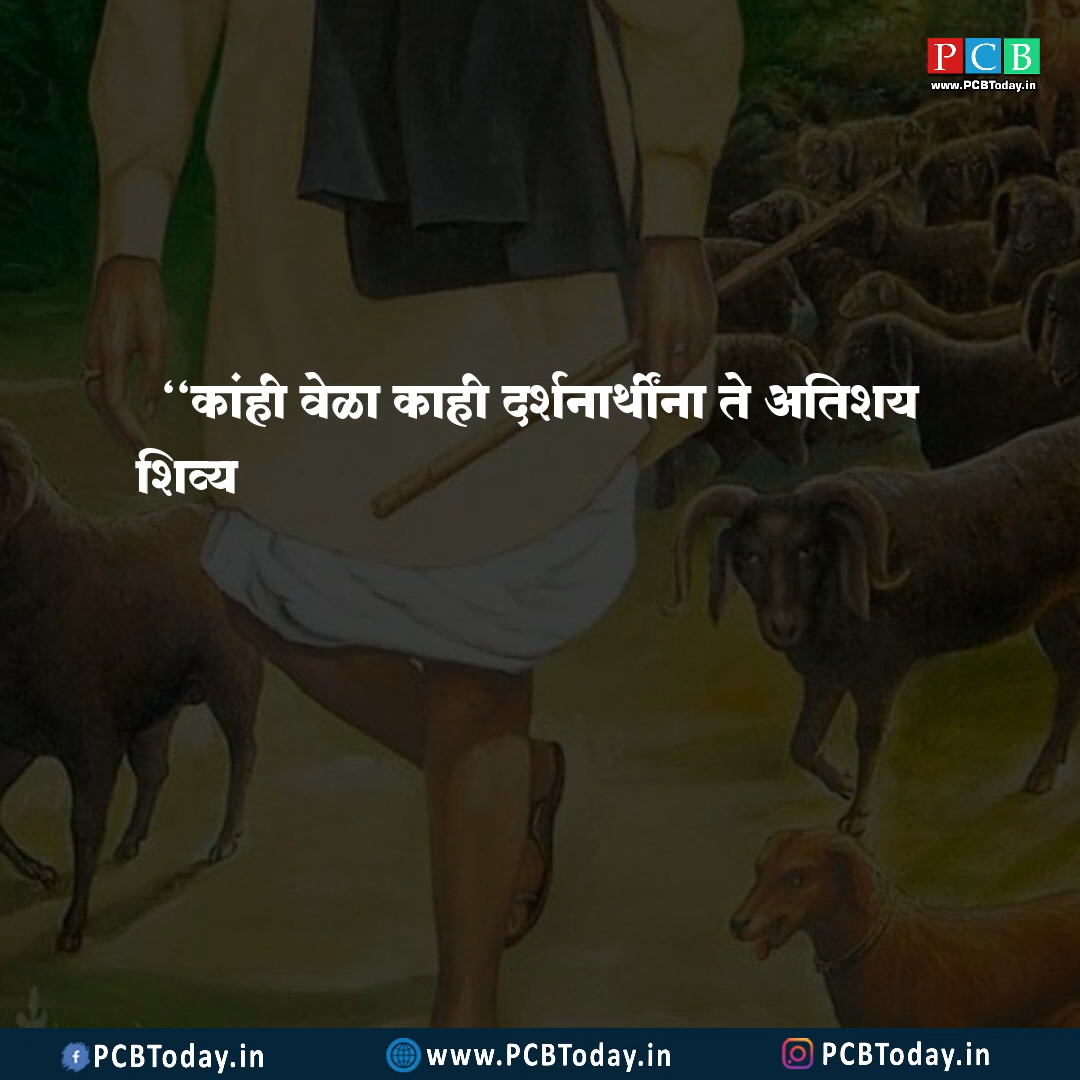 PCB
www.PCBToday.in
‘‘कांही वेळा काही दर्शनार्थींना ते अतिशय
शिव्य
PCBToday.in www.PCBToday.in PCBToday.in